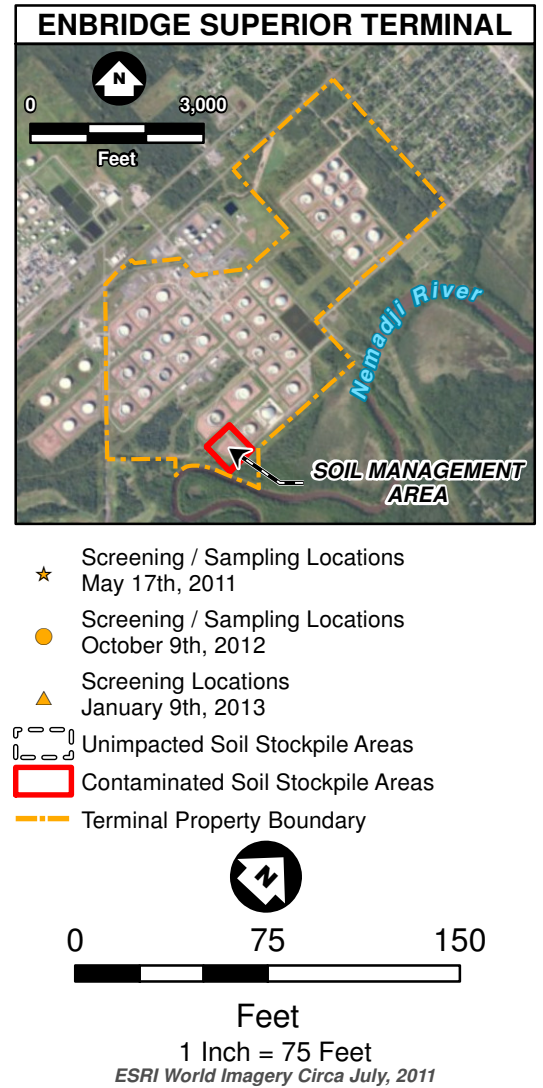 ENBRIDGE SUPERIOR TERMINAL
N
0 3,000
Feet
Nemadji River
SOIL MANAGEMENT
AREA
Screening / Sampling Locations
May 17th, 2011
Screening / Sampling Locations
October 9th, 2012
Screening Locations
January 9th, 2013
Unimpacted Soil Stockpile Areas
Contaminated Soil Stockpile Areas
Terminal Property Boundary
N
0 75 150
Feet
1 Inch = 75 Feet
ESRI World Imagery Circa July, 2011